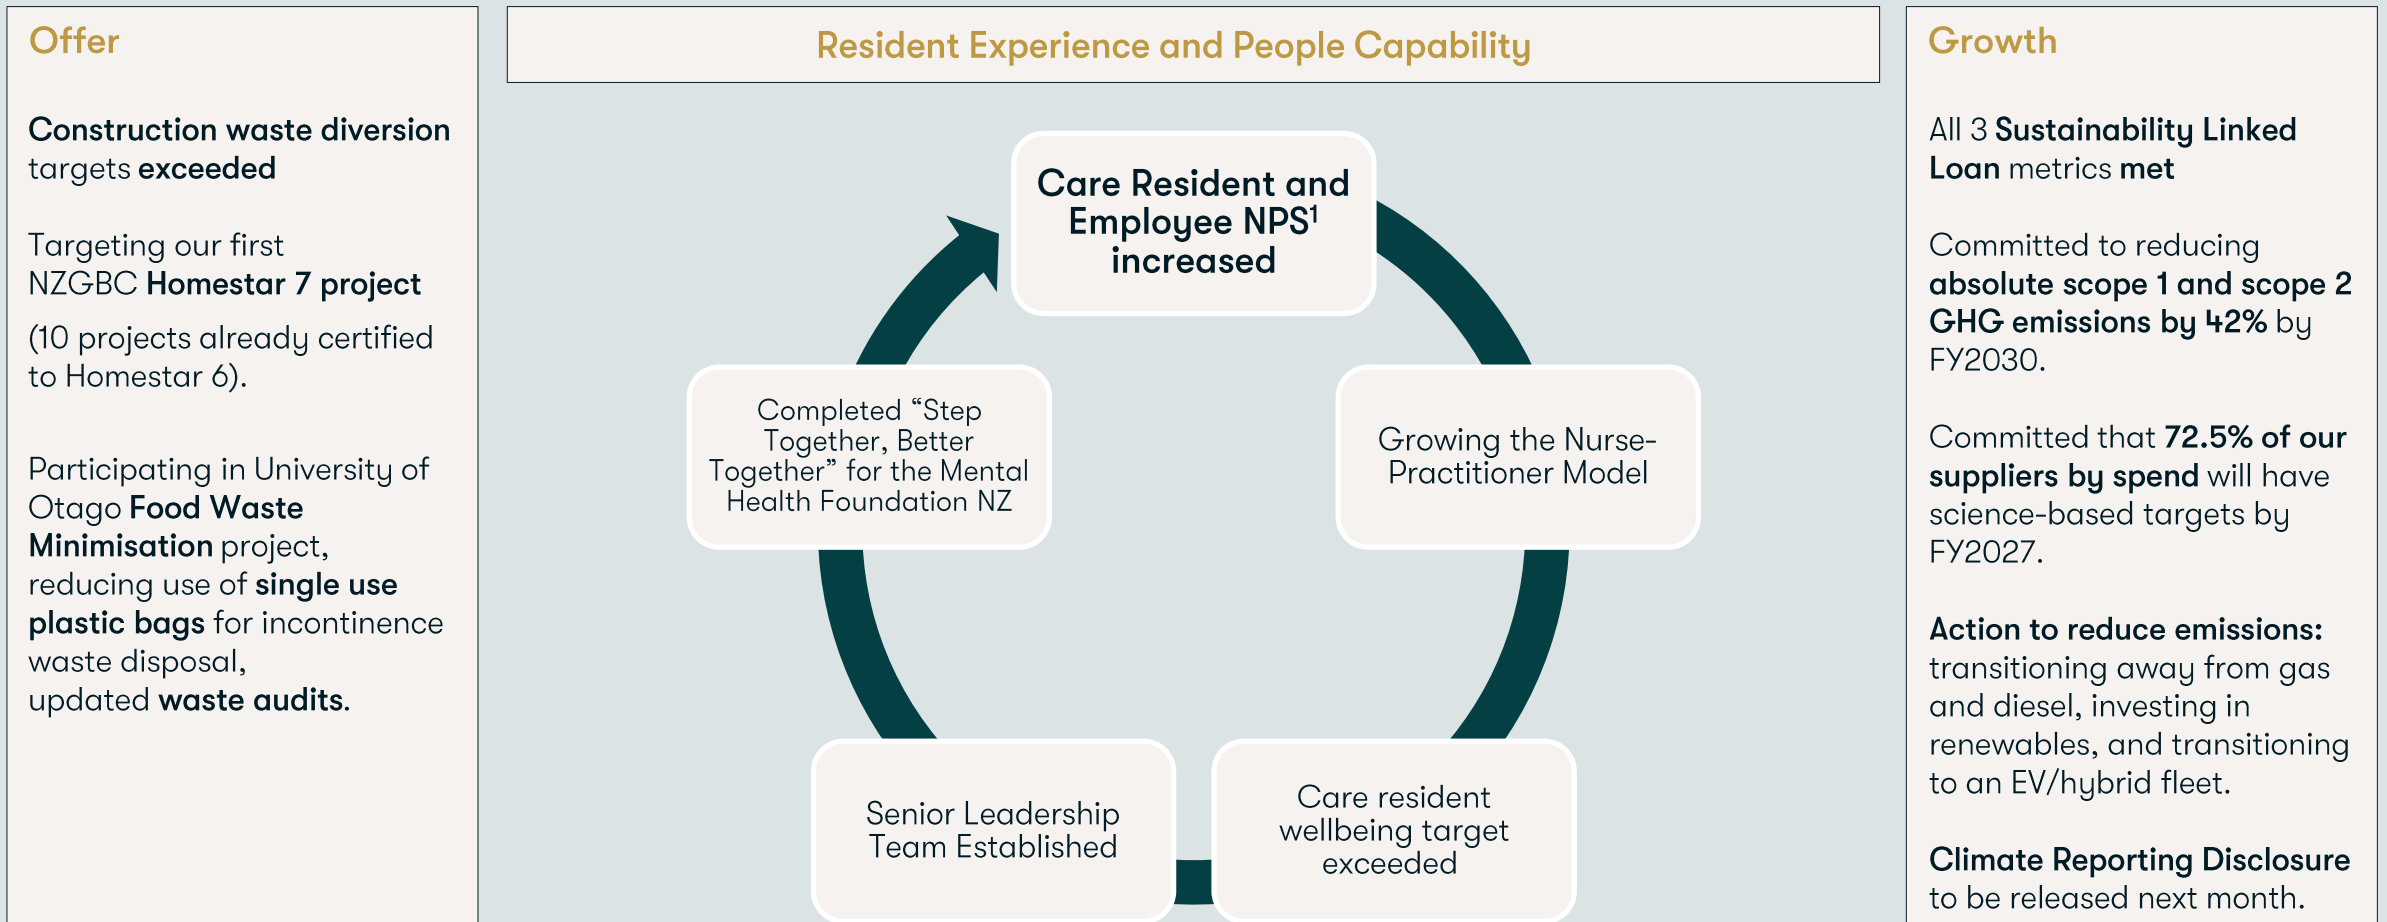 Offer
Construction waste diversion
targets exceeded
Targeting our first
NZGBC Homestar 7 project
(10 projects already certified
to Homestar 6).
Participating in University of
Otago Food Waste
Minimisation project,
reducing use of single use
plastic bags for incontinence
waste disposal,
updated waste audits.
Resident Experience and People Capability
Care Resident and
Employee NPS¹
increased
Growing the Nurse-
Practitioner Model
Care resident
wellbeing target
exceeded
Senior Leadership
Team Established
Completed “Step
Together, Better
Together” for the Mental
Health Foundation NZ
Growth
All 3 Sustainability Linked
Loan metrics met
Committed to reducing
absolute scope 1 and scope 2
GHG emissions by 42% by
FY2030.
Committed that 72.5% of our
suppliers by spend will have
science-based targets by
FY2027.
Action to reduce emissions:
transitioning away from gas
and diesel, investing in
renewables, and transitioning
to an EV/hybrid fleet.
Climate Reporting Disclosure
to be released next month.